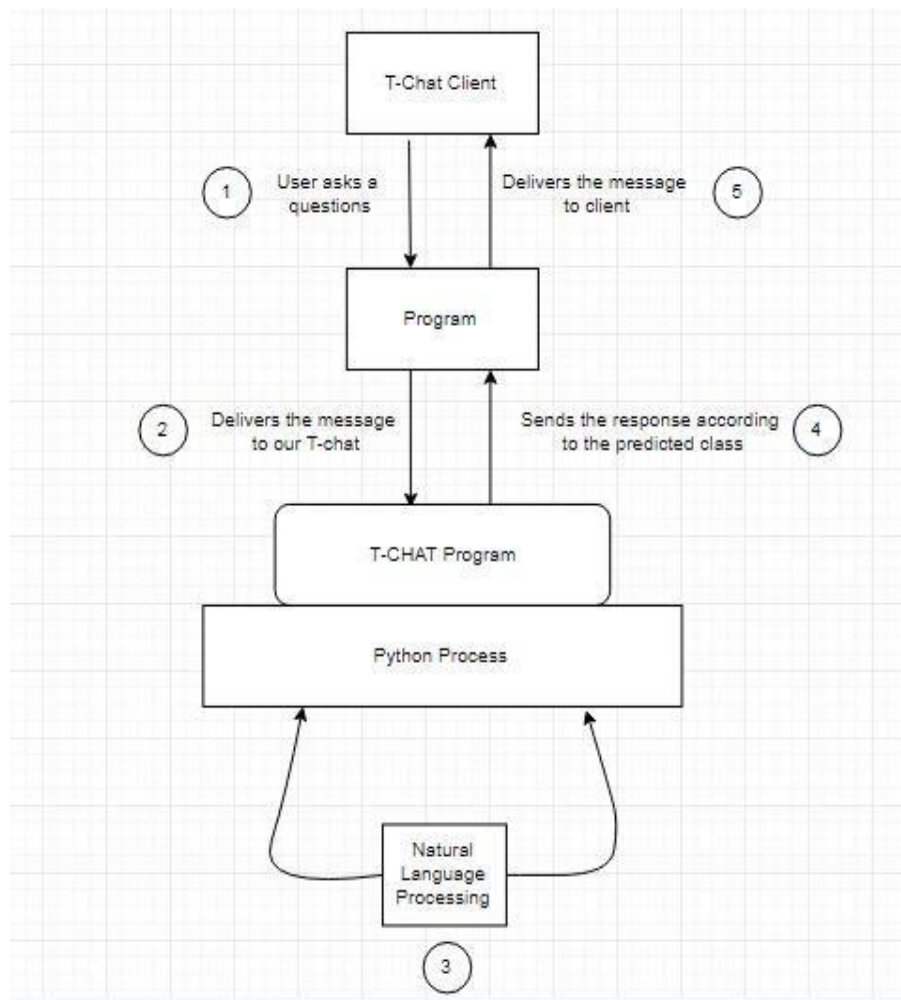 T-Chat Client
1
User asks a
questions
Delivers the message
to client
5
Program
2
Delivers the message
to our T-chat
Sends the response according
to the predicted class
4
T-CHAT Program
Python Process
Natural
Language
Processing
3